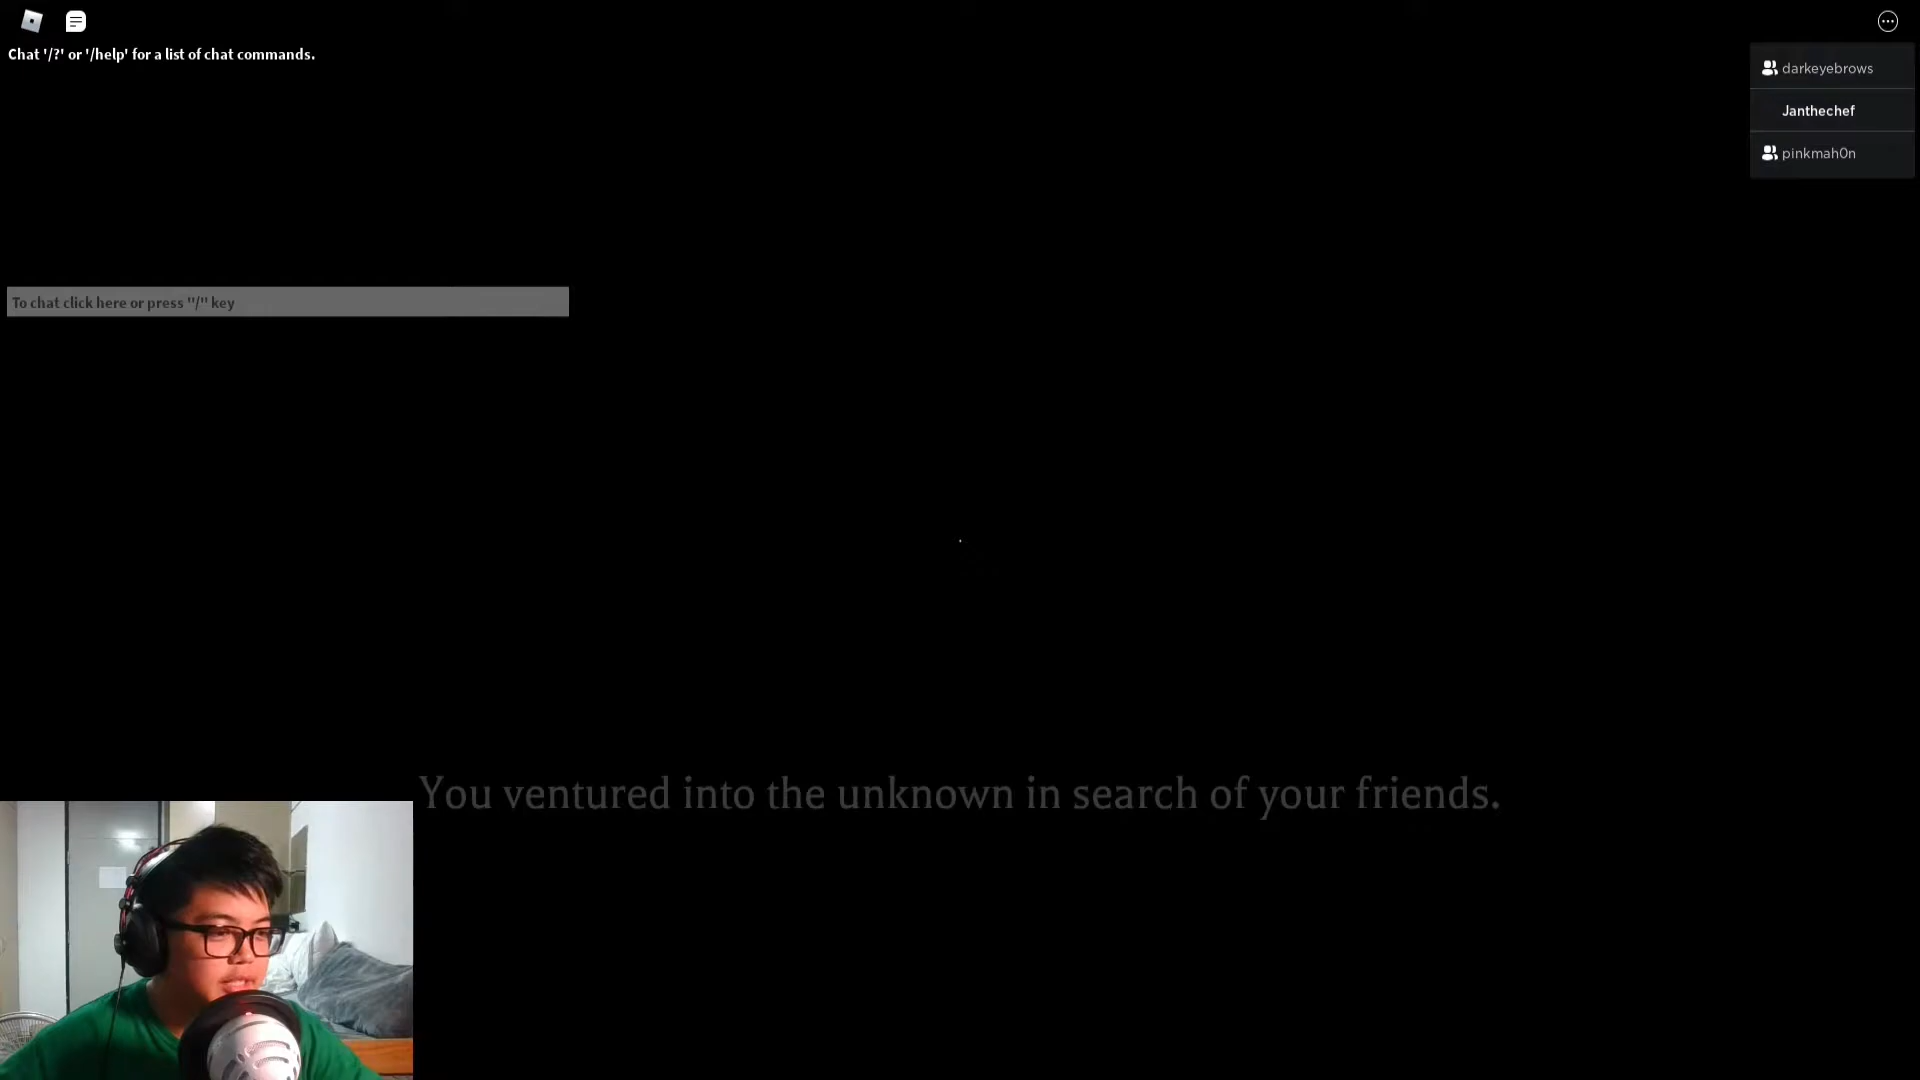 Chat '/?' or '/help' for a list of chat commands.
darkeyebrows
Janthechef
pinkmah0n
To chat click here or press "/" key
You ventured into the unknown in search of your friends.